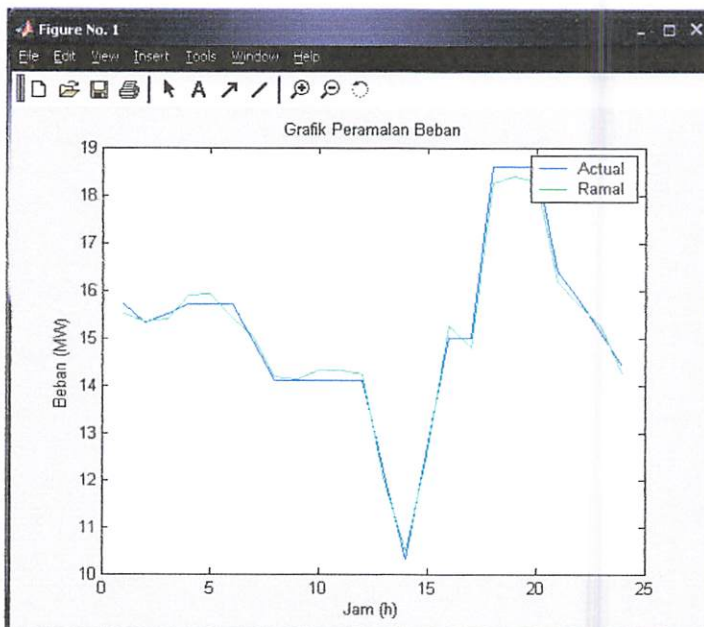 Figure No. 1
File Edit View Insert Tools Window Help
A
Grafik Peramalan Beban
Actual
Ramal
Beban (MW)
19
18
17
16
15
14
13
12
11
10
0 5 10 15 20 25
Jam (h)